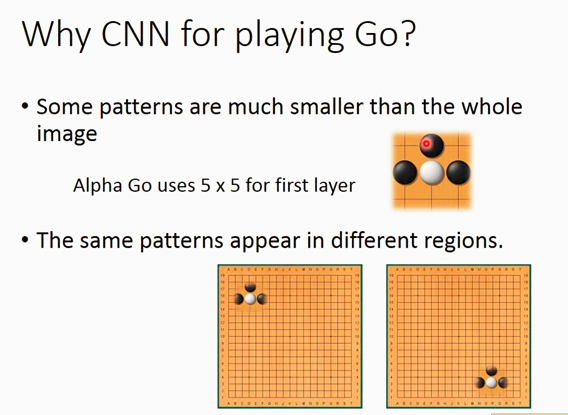 Why CNN for playing Go?
• Some patterns are much smaller than the whole
image
Alpha Go uses 5 x 5 for first layer
• The same patterns appear in different regions.